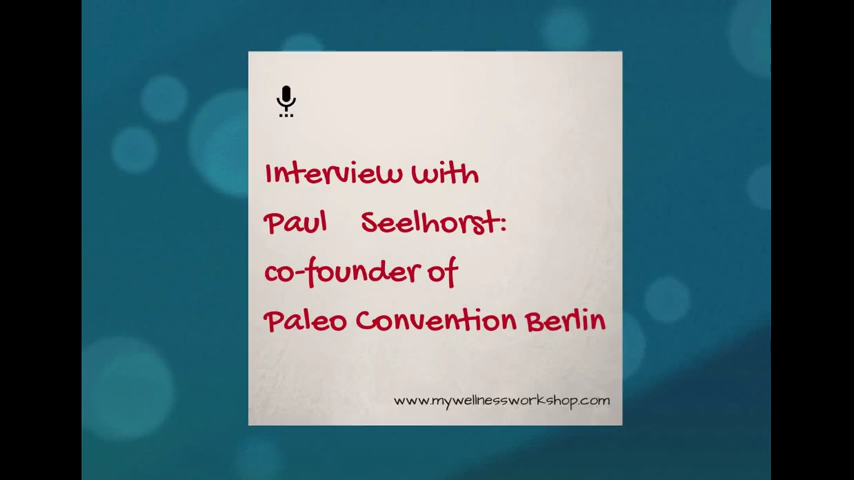 Interview with
Paul Seelhorst:
co-founder of
Paleo Convention Berlin
www.mywellnessworkshop.com